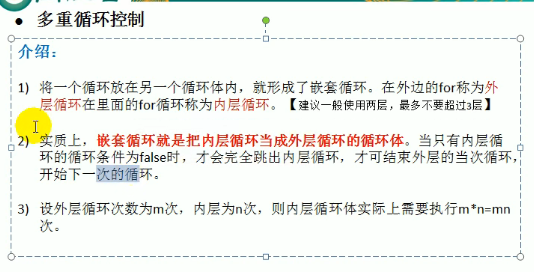 ● 多重循环控制
介绍：
1) 将一个循环放在另一个循环体内，就形成了嵌套循环。在外边的for称为外
层循环在里面的for循环称为内层循环。【建议一般使用两层，最多不要超过3层】
2) 实质上，嵌套循环就是把内层循环当成外层循环的循环体。当只有内层循
环的循环条件为false时，才会完全跳出内层循环，才可结束外层的当次循环，
开始下一次的循环。
3) 设外层循环次数为m次，内层为n次，则内层循环体实际上需要执行m*n=mn
次。